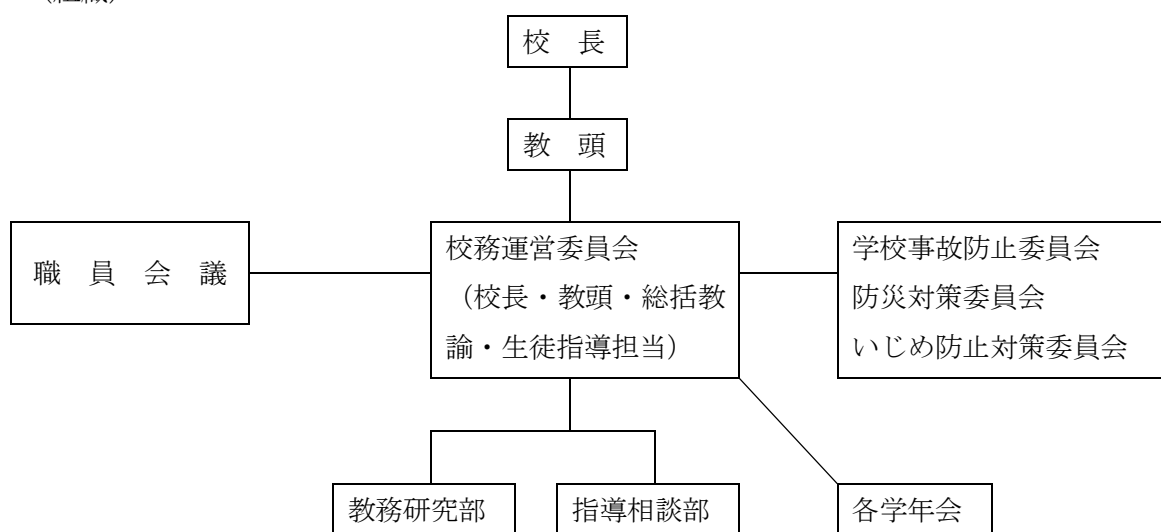 校　長
教　頭
職　員　会　議
校務運営委員会
（校長・教頭・総括教
諭・生徒指導担当）
学校事故防止委員会
防災対策委員会
いじめ防止対策委員会
教務研究部
指導相談部
各学年会